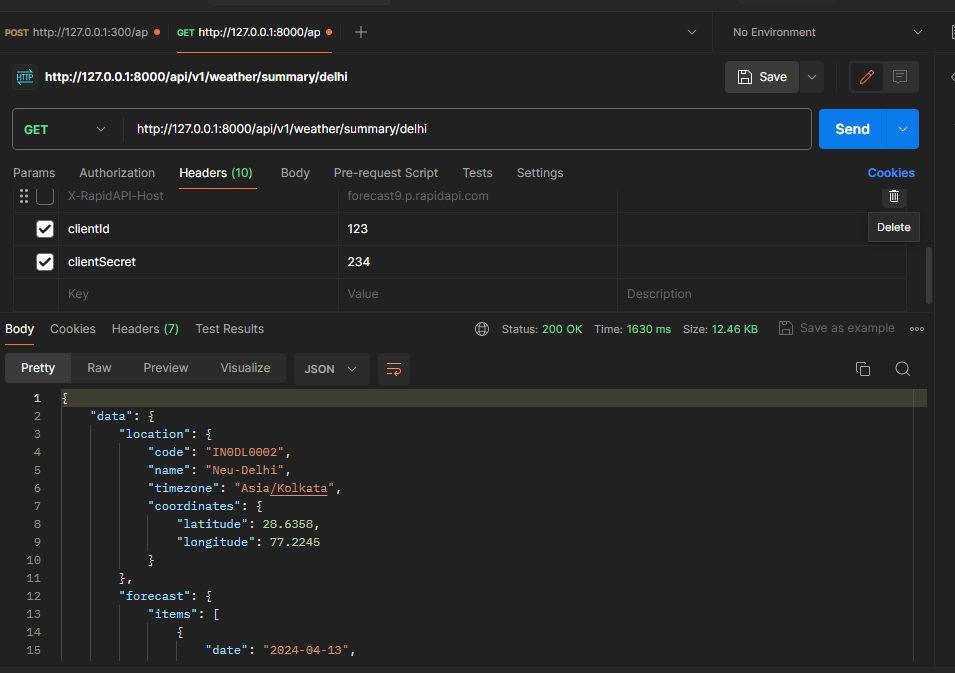 POST http://127.0.0.1:300/ap GET http://127.0.0.1:8000/ap No Environment
HTTP http://127.0.0.1:8000/api/v1/weather/summary/delhi Save
GET http://127.0.0.1:8000/api/v1/weather/summary/delhi Send
Params Authorization Headers (10) Body Pre-request Script Tests Settings Cookies
X-RapidAPI-Host forecast9.p.rapidapi.com
clientId 123 Delete
clientSecret 234
Key Value Description
Body Cookies Headers (7) Test Results Status: 200 OK Time: 1630 ms Size: 12.46 KB Save as example
Pretty Raw Preview Visualize JSON
1 {
2 "data": {
3 "location": {
4 "code": "IN0DL0002",
5 "name": "Neu-Delhi",
6 "timezone": "Asia/Kolkata",
7 "coordinates": {
8 "latitude": 28.6358,
9 "longitude": 77.2245
10 }
11 },
12 "forecast": {
13 "items": [
14 {
15 "date": "2024-04-13",